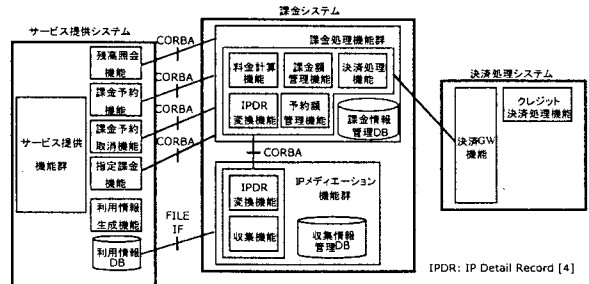 課金システム
サービス提供システム
CORBA
残高照会
機能
課金処理機能群
料金計算
機能
課金額
管理機能
決済処理
機能
決済処理システム
CORBA
課金予約
機能
CORBA
IPDR
変換機能
予約額
管理機能
課金情報
管理DB
決済GW
機能
クレジット
決済処理機能
サービス提供
機能群
課金予約
取消機能
CORBA
指定課金
機能
CORBA
IPメディエーション
機能群
IPDR
変換機能
利用情報
生成機能
FILE
IF
収集機能
収集情報
管理DB
利用情報
DB
IPDR: IP Detail Record [4]